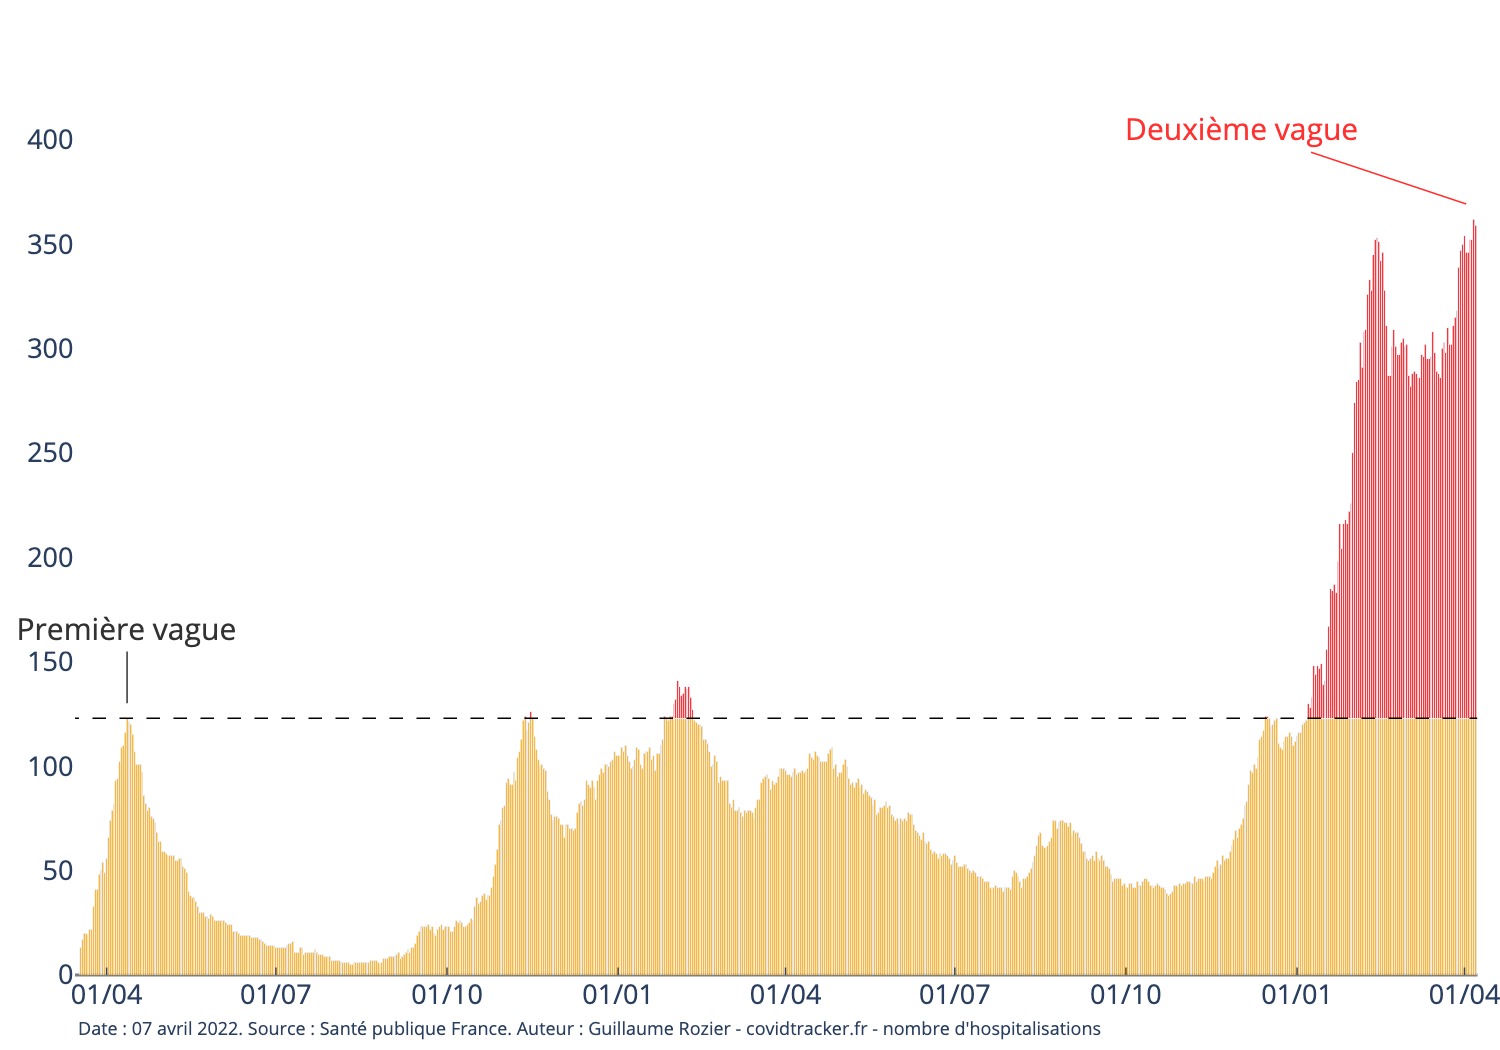 400
Deuxième vague
350
300
250
200
Première vague
150
100
50
0
01/04 01/07 01/10 01/01 01/04 01/07 01/10 01/01 01/04
Date : 07 avril 2022. Source : Santé publique France. Auteur : Guillaume Rozier - covidtracker.fr - nombre d'hospitalisations